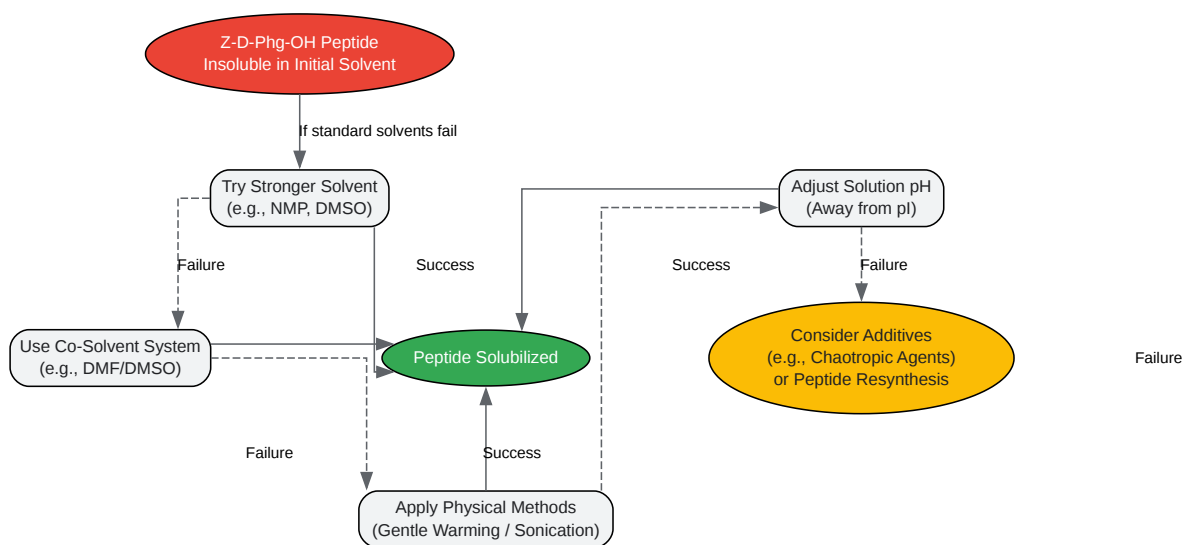 Z-D-Phg-OH Peptide
Insoluble in Initial Solvent
If standard solvents fail
Try Stronger Solvent
(e.g., NMP, DMSO)
Adjust Solution pH
(Away from pI)
Failure
Success
Success
Failure
Use Co-Solvent System
(e.g., DMF/DMSO)
Peptide Solubilized
Consider Additives
(e.g., Chaotropic Agents)
or Peptide Resynthesis
Failure
Failure
Success
Apply Physical Methods
(Gentle Warming / Sonication)